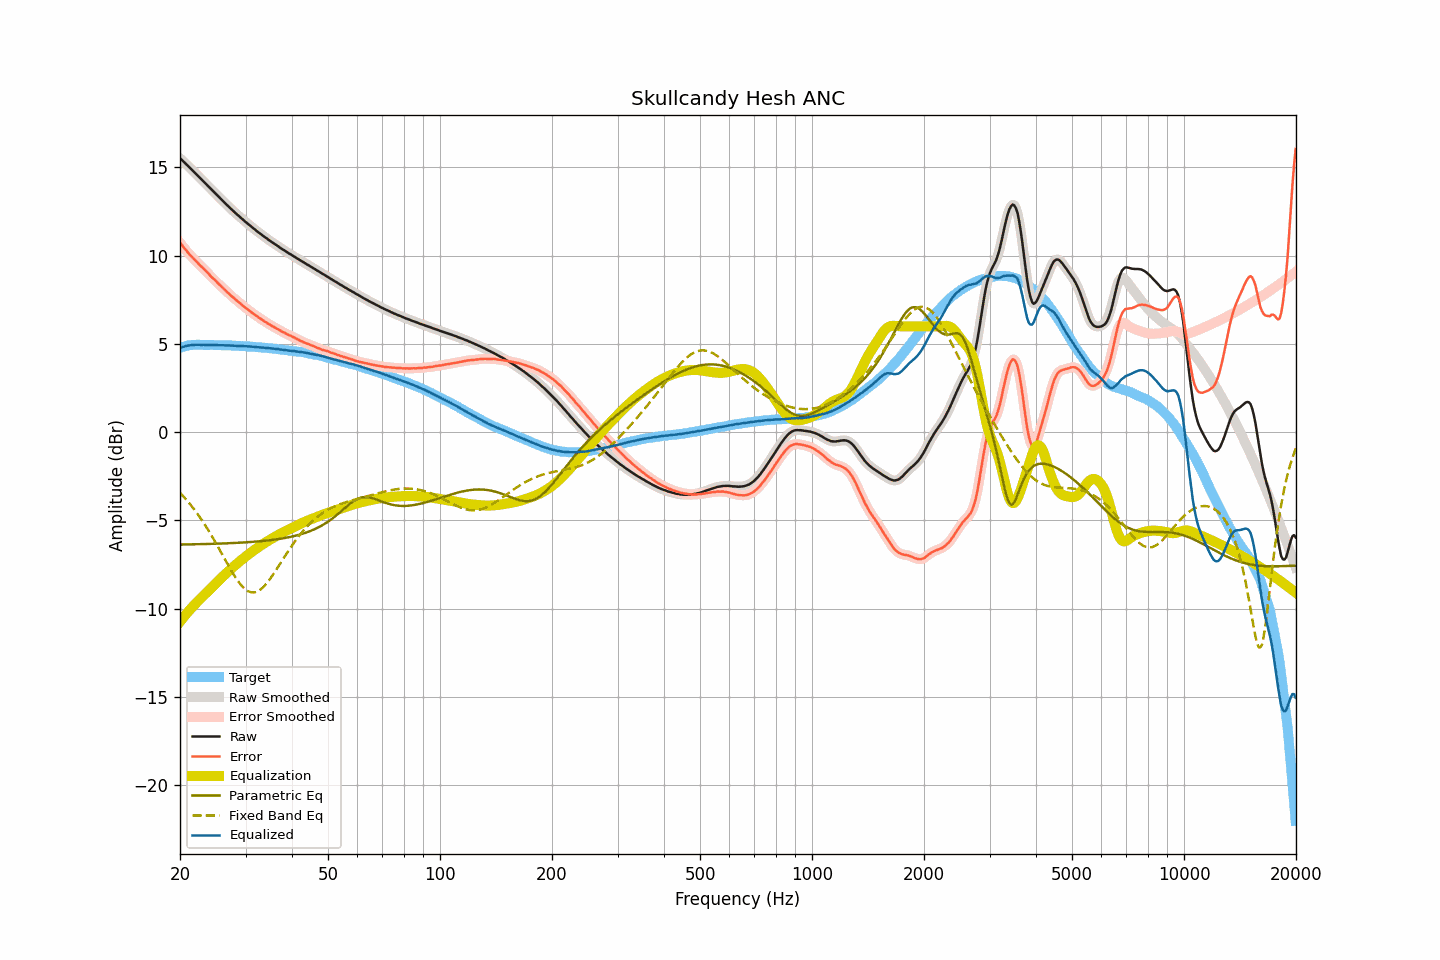 Skullcandy Hesh ANC
Amplitude (dBr)
15
10
5
0
−5
−10
−15
−20
Target
Raw Smoothed
Error Smoothed
Raw
Error
Equalization
Parametric Eq
Fixed Band Eq
Equalized
20 50 100 200 500 1000 2000 5000 10000 20000
Frequency (Hz)